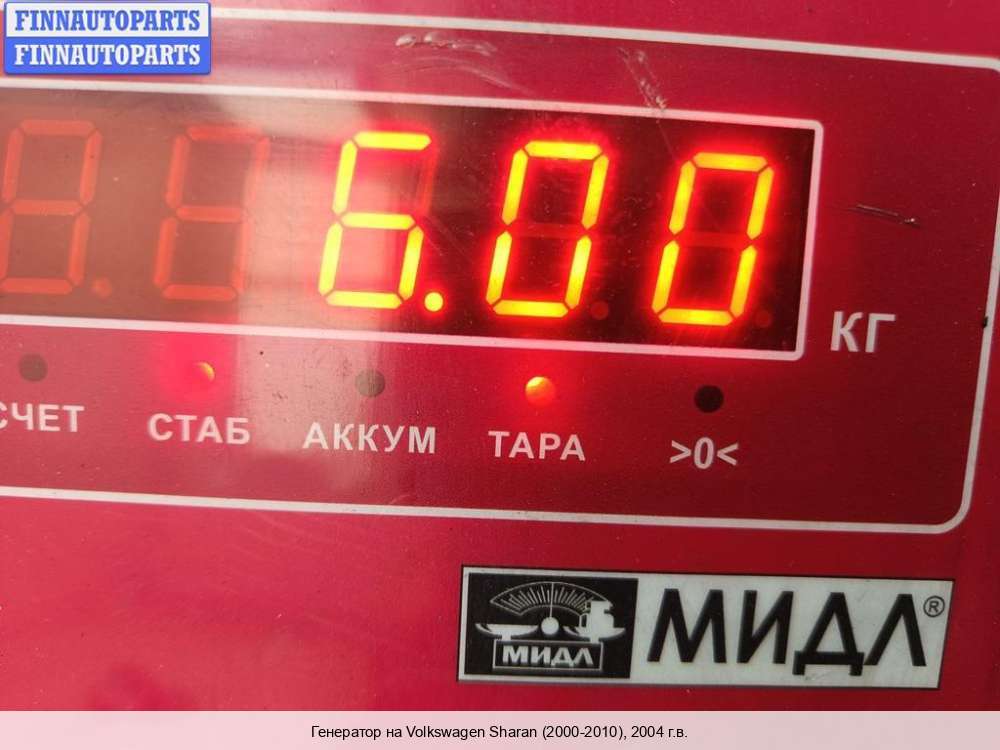 FINNAUTOPARTS
FINNAUTOPARTS
6.00
КГ
СЧЕТ СТАБ АККУМ ТАРА >0<
МИДЛ МИДЛ®
Генератор на Volkswagen Sharan (2000-2010), 2004 г.в.